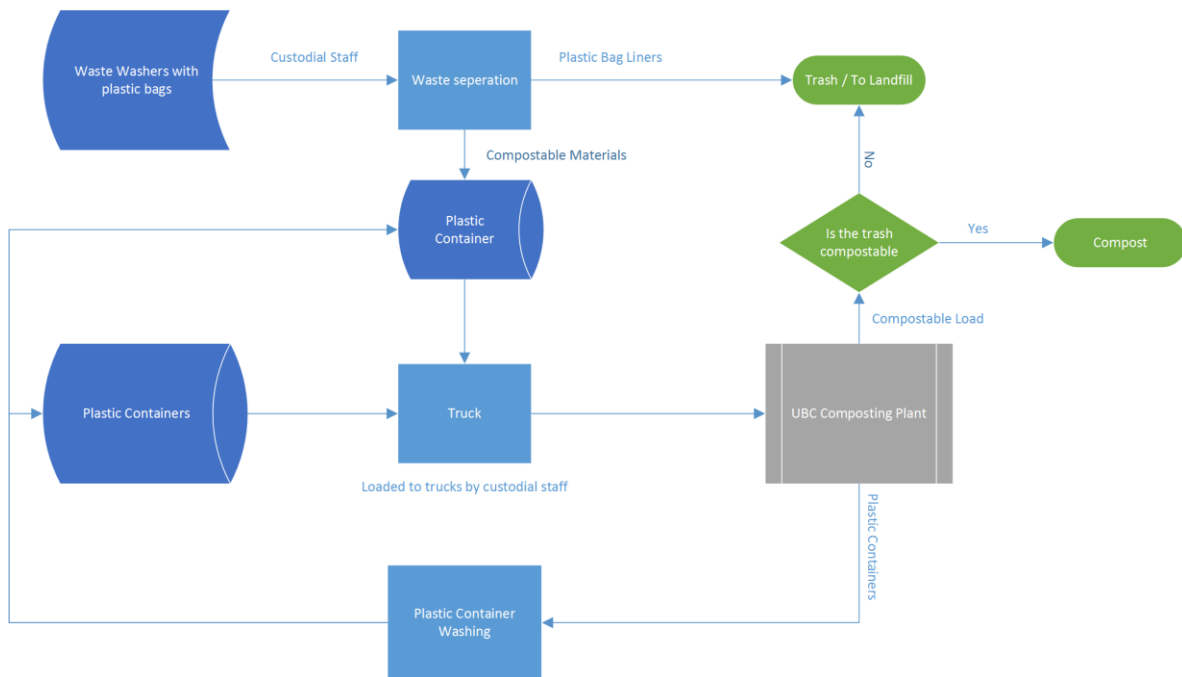 Waste Washers with
plastic bags
Custodial Staff
Waste seperation
Plastic Bag Liners
Trash / To Landfill
Compostable Materials
No
Plastic
Container
Is the trash
compostable
Yes
Compost
Compostable Load
Plastic Containers
Truck
UBC Composting Plant
Loaded to trucks by custodial staff
Plastic Containers
Plastic Container
Washing